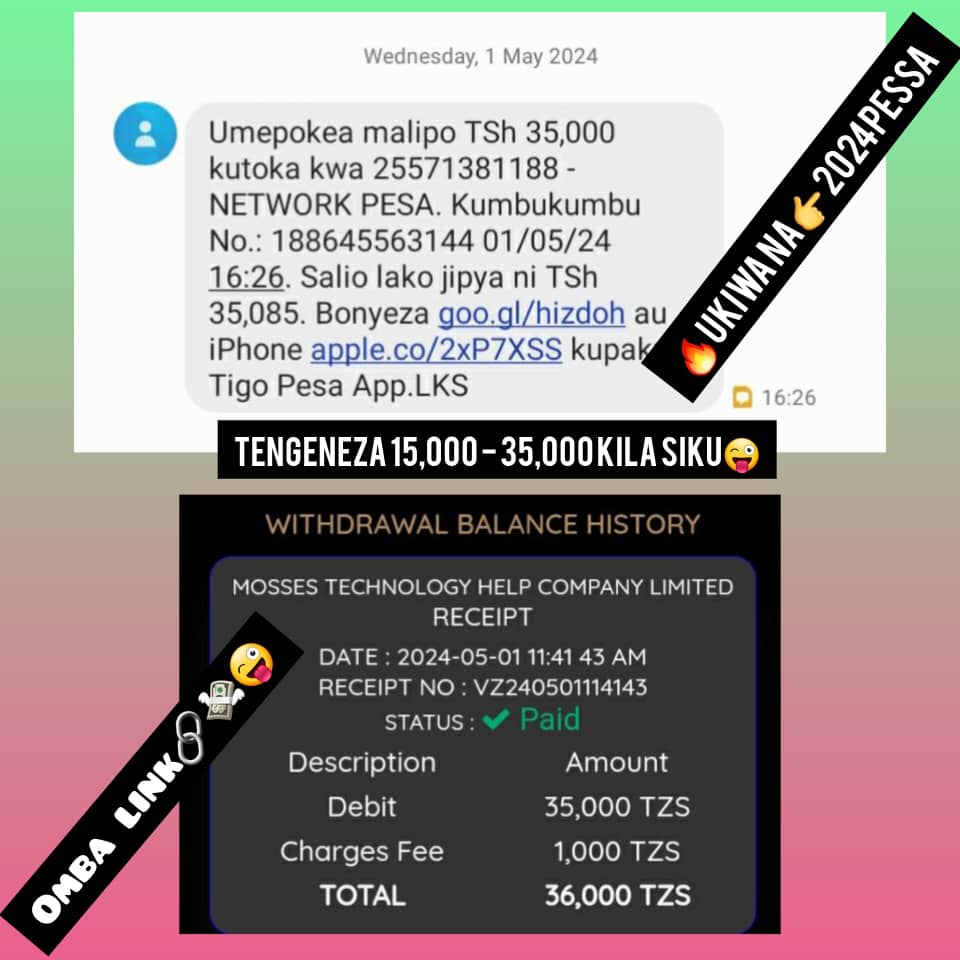 Wednesday, 1 May 2024
Umepokea malipo TSh 35,000
kutoka kwa 25571381188 -
NETWORK PESA. Kumbukumbu
No.: 188645563144 01/05/24
16:26. Salio lako jipya ni TSh
35,085. Bonyeza goo.gl/hizdoh au
iPhone apple.co/2xP7XSS kupak
Tigo Pesa App.LKS
16:26
🔥UKIWA NA👉2024PESSA
TENGENEZA 15,000 – 35,000 KILA SIKU😜
WITHDRAWAL BALANCE HISTORY
MOSSES TECHNOLOGY HELP COMPANY LIMITED
RECEIPT
DATE : 2024-05-01 11:41 43 AM
RECEIPT NO : VZ240501114143
STATUS : ✔ Paid
Description Amount
Debit 35,000 TZS
Charges Fee 1,000 TZS
TOTAL 36,000 TZS
OMBA LINK🔗💸😜